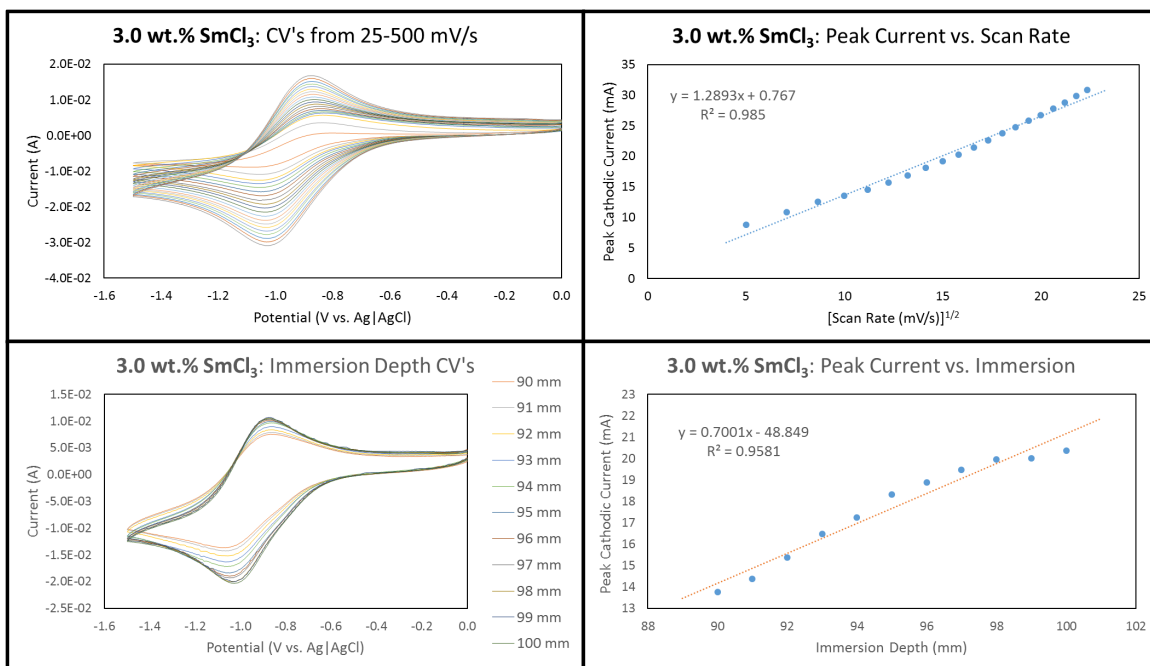 3.0 wt.% SmCl3: CV's from 25-500 mV/s
2.0E-02
1.0E-02
0.0E+00
-1.0E-02
-2.0E-02
-3.0E-02
-4.0E-02
Current (A)
-1.6
-1.4
-1.2
-1.0
-0.8
-0.6
-0.4
-0.2
0.0
Potential (V vs. Ag|AgCl)
3.0 wt.% SmCl3: Peak Current vs. Scan Rate
y = 1.2893x + 0.767
R² = 0.985
35
30
25
20
15
10
5
0
Peak Cathodic Current (mA)
0
5
10
15
20
25
[Scan Rate (mV/s)]1/2
3.0 wt.% SmCl3: Immersion Depth CV's
1.5E-02
1.0E-02
5.0E-03
0.0E+00
-5.0E-03
-1.0E-02
-1.5E-02
-2.0E-02
-2.5E-02
Current (A)
-1.6
-1.4
-1.2
-1.0
-0.8
-0.6
-0.4
-0.2
0.0
Potential (V vs. Ag|AgCl)
90 mm
91 mm
92 mm
93 mm
94 mm
95 mm
96 mm
97 mm
98 mm
99 mm
100 mm
3.0 wt.% SmCl3: Peak Current vs. Immersion
y = 0.7001x - 48.849
R² = 0.9581
23
22
21
20
19
18
17
16
15
14
13
Peak Cathodic Current (mA)
88
90
92
94
96
98
100
102
Immersion Depth (mm)